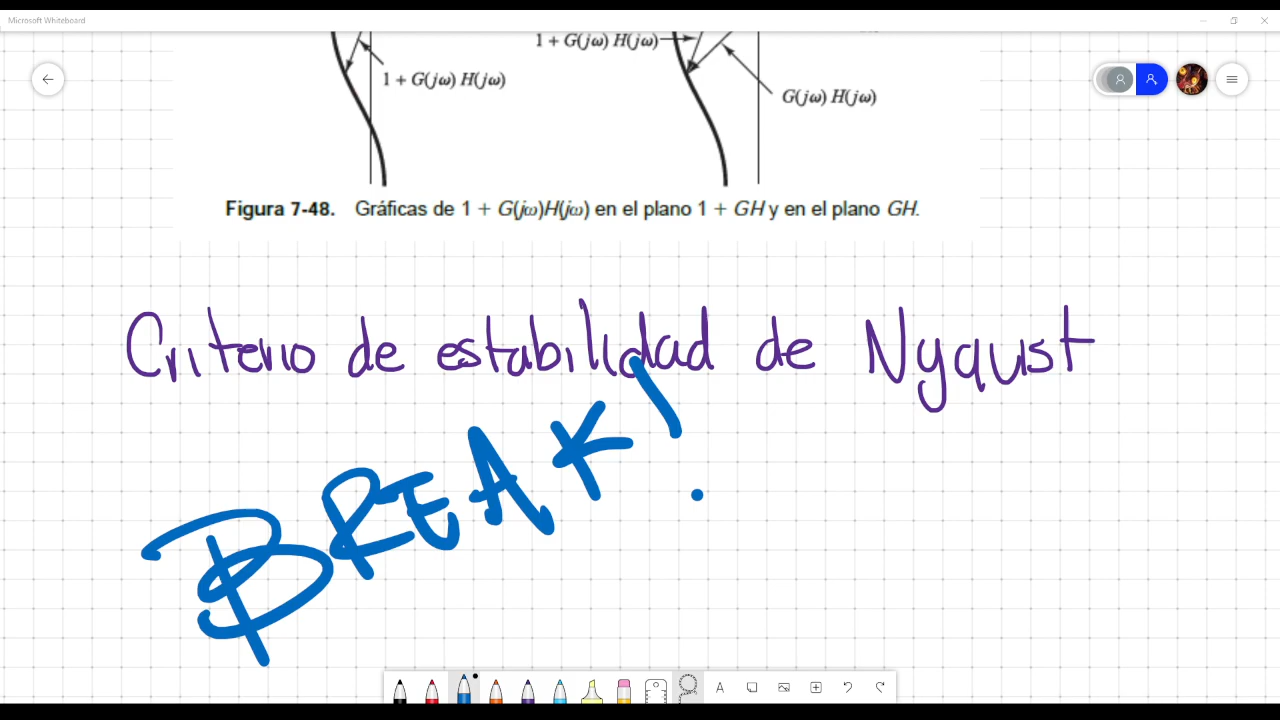 Microsoft Whiteboard
1 + G(jω) H(jω)
1 + G(jω) H(jω)
G(jω) H(jω)
Figura 7-48. Gráficas de 1 + G(jω)H(jω) en el plano 1 + GH y en el plano GH.
Criterio de estabilidad de Nyquist
BREAK!
A